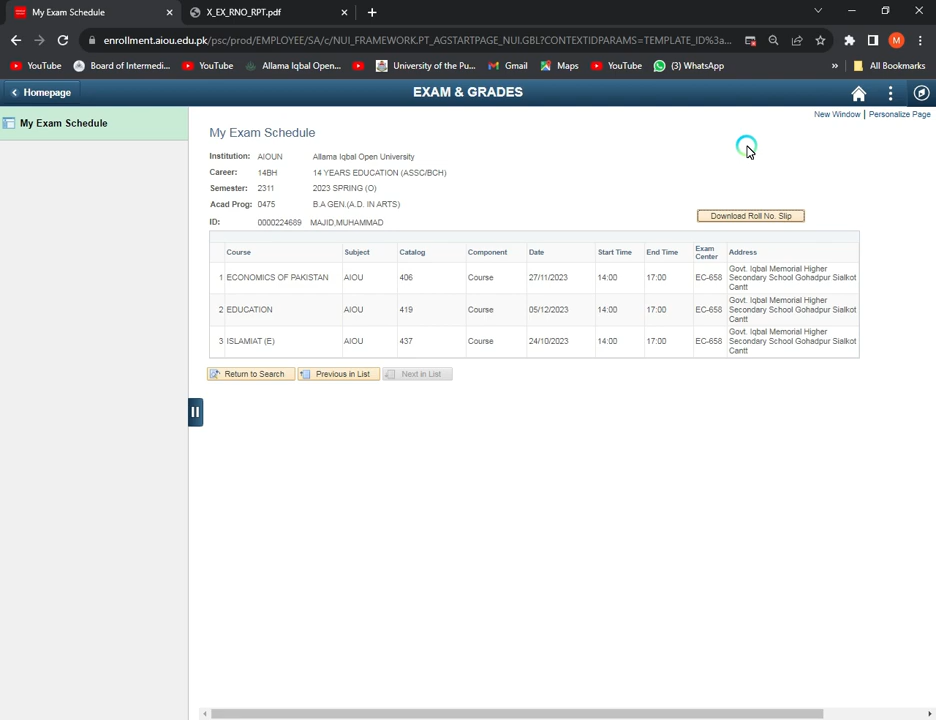 My Exam Schedule
X_EX_RNO_RPT.pdf
enrollment.aiou.edu.pk/psc/prod/EMPLOYEE/SA/c/NUI_FRAMEWORK.PT_AGSTARTPAGE_NUI.GBL?CONTEXTIDPARAMS=TEMPLATE_ID%3a...
M
YouTube Board of Intermedi... YouTube Allama Iqbal Open... University of the Pu... Gmail Maps YouTube (3) WhatsApp » All Bookmarks
Homepage
EXAM & GRADES
My Exam Schedule
New Window | Personalize Page
My Exam Schedule
Institution: AIOUN Allama Iqbal Open University
Career: 14BH 14 YEARS EDUCATION (ASSC/BCH)
Semester: 2311 2023 SPRING (O)
Acad Prog: 0475 B.A GEN.(A.D. IN ARTS)
ID: 0000224689 MAJID,MUHAMMAD
Download Roll No. Slip
Course Subject Catalog Component Date Start Time End Time Exam Center Address
1 ECONOMICS OF PAKISTAN AIOU 406 Course 27/11/2023 14:00 17:00 EC-658 Govt. Iqbal Memorial Higher
Secondary School Gohadpur Sialkot
Cantt
2 EDUCATION AIOU 419 Course 05/12/2023 14:00 17:00 EC-658 Govt. Iqbal Memorial Higher
Secondary School Gohadpur Sialkot
Cantt
3 ISLAMIAT (E) AIOU 437 Course 24/10/2023 14:00 17:00 EC-658 Govt. Iqbal Memorial Higher
Secondary School Gohadpur Sialkot
Cantt
Return to Search Previous in List Next in List